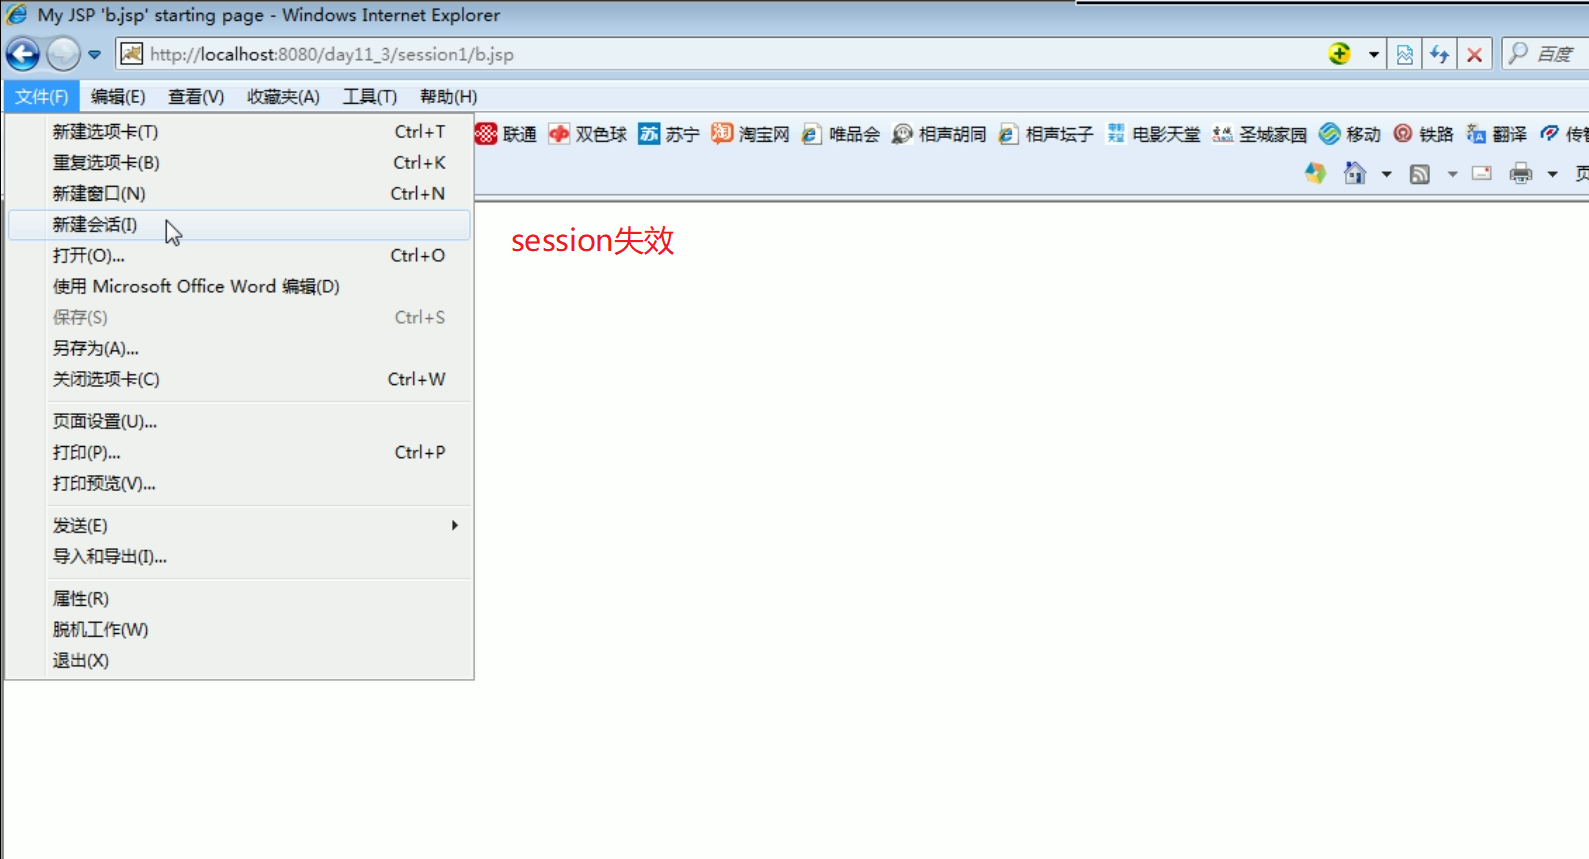 My JSP 'b.jsp' starting page - Windows Internet Explorer
http://localhost:8080/day11_3/session1/b.jsp
百度
文件(F) 编辑(E) 查看(V) 收藏夹(A) 工具(T) 帮助(H)
联通 双色球 苏宁 淘宝网 唯品会 相声胡同 相声坛子 电影天堂 圣城家园 移动 铁路 翻译
新建选项卡(T) Ctrl+T
重复选项卡(B) Ctrl+K
新建窗口(N) Ctrl+N
新建会话(I)
打开(O)... Ctrl+O
使用 Microsoft Office Word 编辑(D)
保存(S) Ctrl+S
另存为(A)...
关闭选项卡(C) Ctrl+W
页面设置(U)...
打印(P)... Ctrl+P
打印预览(V)...
发送(E)
导入和导出(I)...
属性(R)
脱机工作(W)
退出(X)
session失效